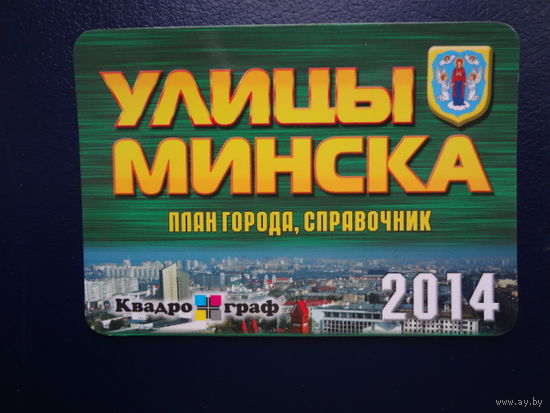 УЛИЦЫ
МИНСКА
ПЛАН ГОРОДА, СПРАВОЧНИК
Квадро граф®
2014
www.ay.by